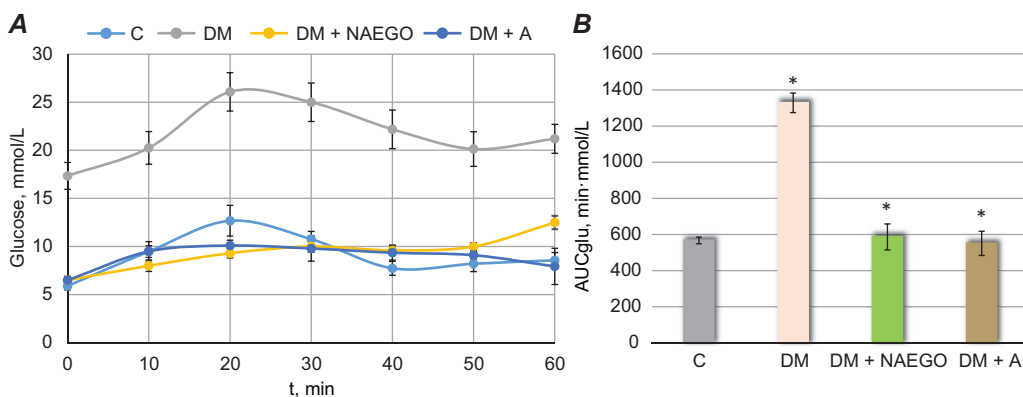 A
C DM DM + NAEGO DM + A
Glucose, mmol/L
30
25
20
15
10
5
0
0 10 20 30 40 50 60
t, min
B
AUCglu, min·mmol/L
1600
1400
1200
1000
800
600
400
200
0
*
*
*
C DM DM + NAEGO DM + A